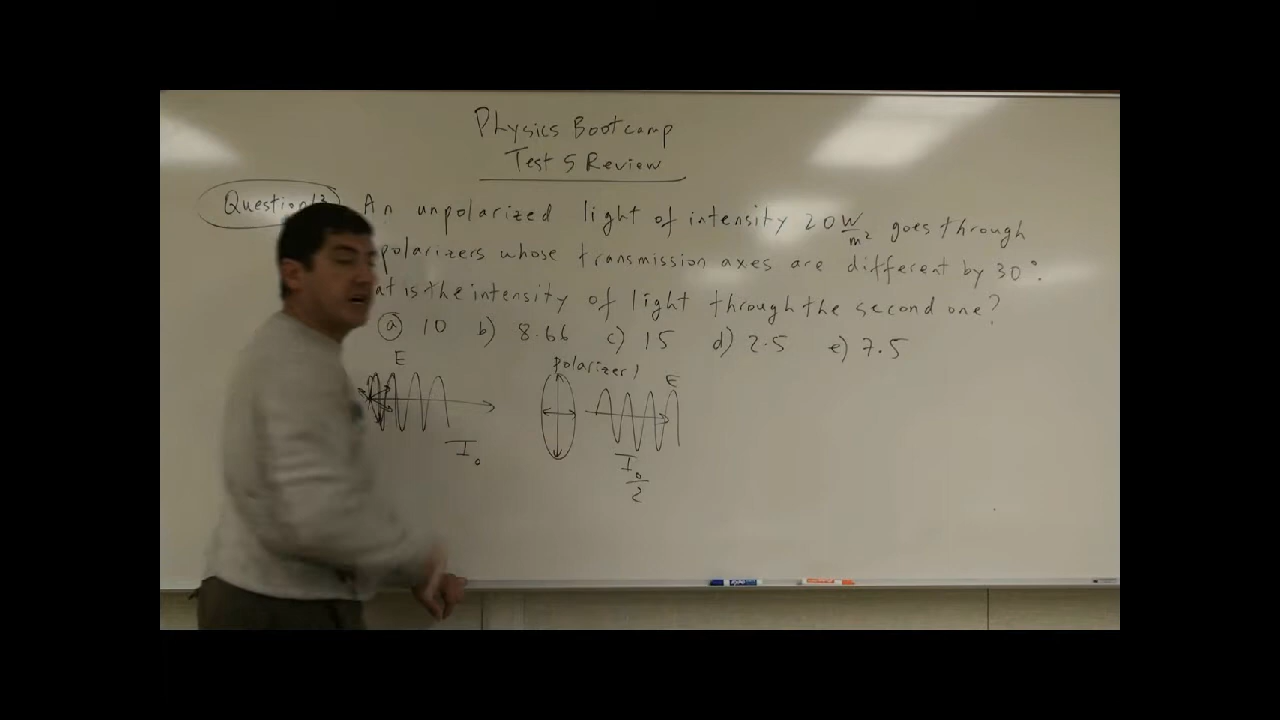 Physics Bootcamp
Test 5 Review
An unpolarized light of intensity 20 W/m² goes through
polarizers whose transmission axes are different by 30°.
at is the intensity of light through the second one?
a) 10 b) 8.66 c) 15 d) 2.5 e) 7.5
E
polarizer 1
E
I₀
I₀/2